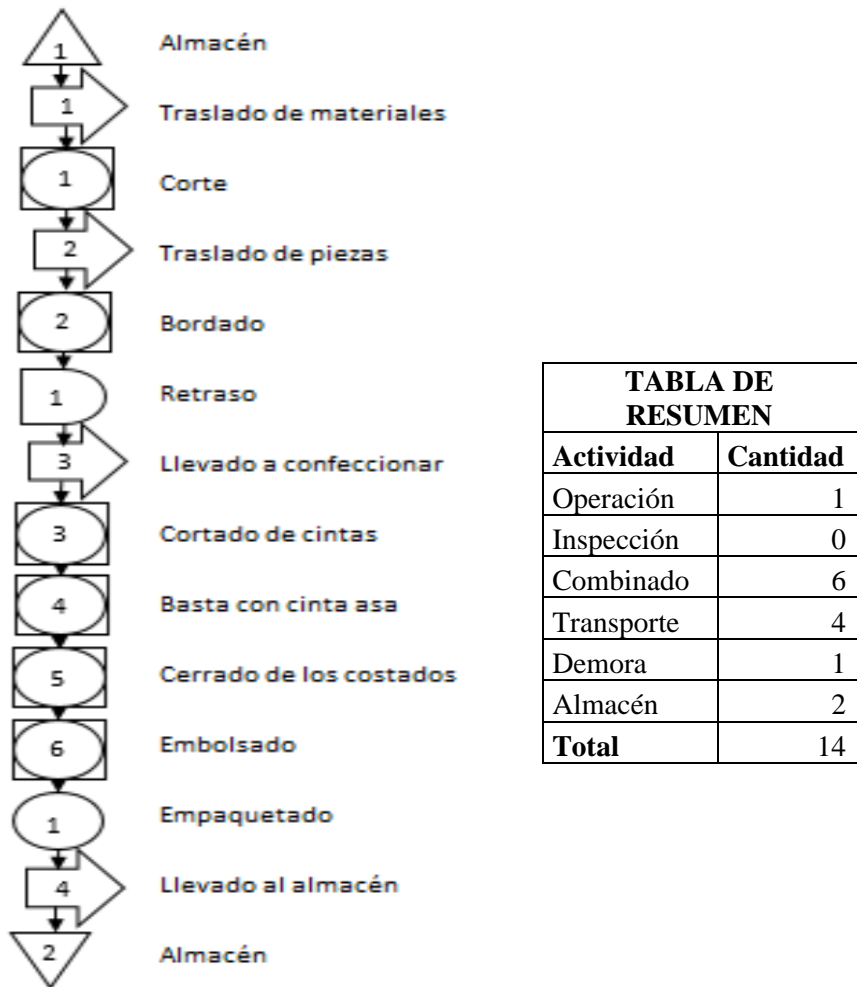 1 Almacén
1 Traslado de materiales
1 Corte
2 Traslado de piezas
2 Bordado
1 Retraso
3 Llevado a confeccionar
3 Cortado de cintas
4 Basta con cinta asa
5 Cerrado de los costados
6 Embolsado
1 Empaquetado
4 Llevado al almacén
2 Almacén
TABLA DE
RESUMEN
Actividad Cantidad
Operación 1
Inspección 0
Combinado 6
Transporte 4
Demora 1
Almacén 2
Total 14